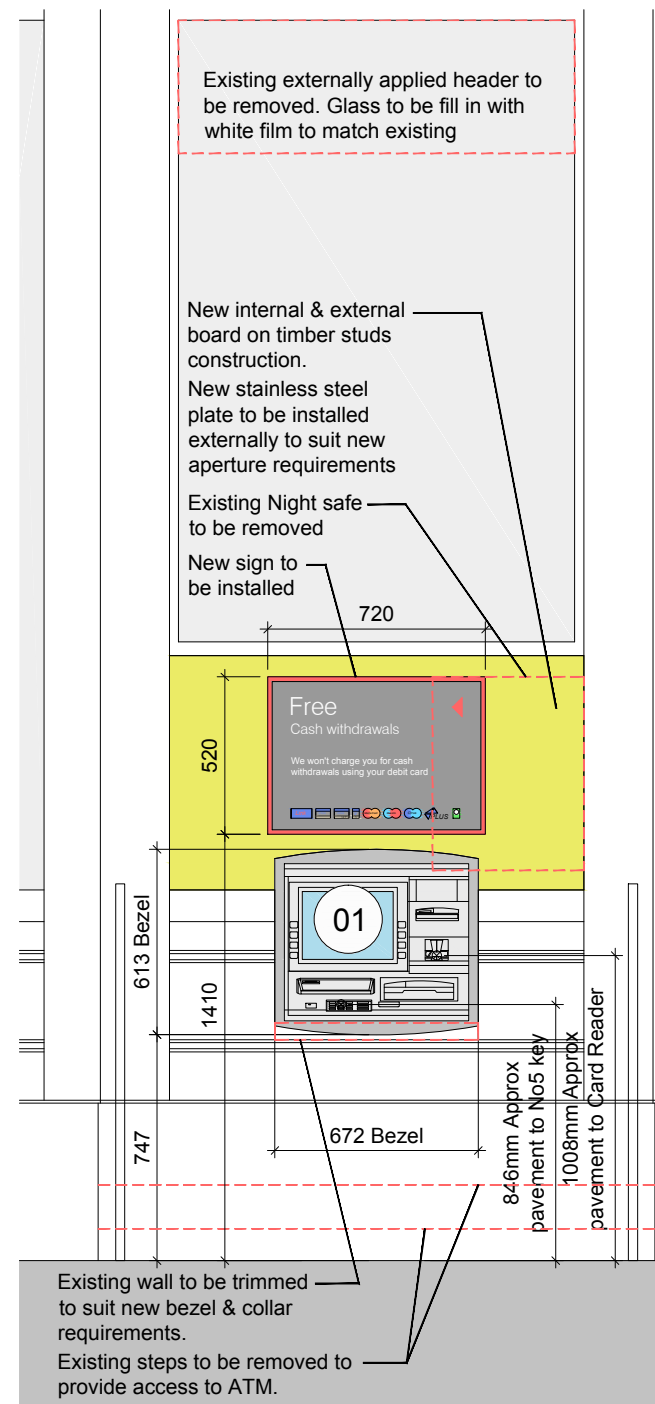 Existing externally applied header to
be removed. Glass to be fill in with
white film to match existing
New internal & external
board on timber studs
construction.
New stainless steel
plate to be installed
externally to suit new
aperture requirements
Existing Night safe
to be removed
New sign to
be installed
720
520
Free
Cash withdrawals
We won't charge you for cash
withdrawals using your debit card
LUS
01
613 Bezel
1410
747
672 Bezel
846mm Approx
pavement to No5 key
1008mm Approx
pavement to Card Reader
Existing wall to be trimmed
to suit new bezel & collar
requirements.
Existing steps to be removed to
provide access to ATM.